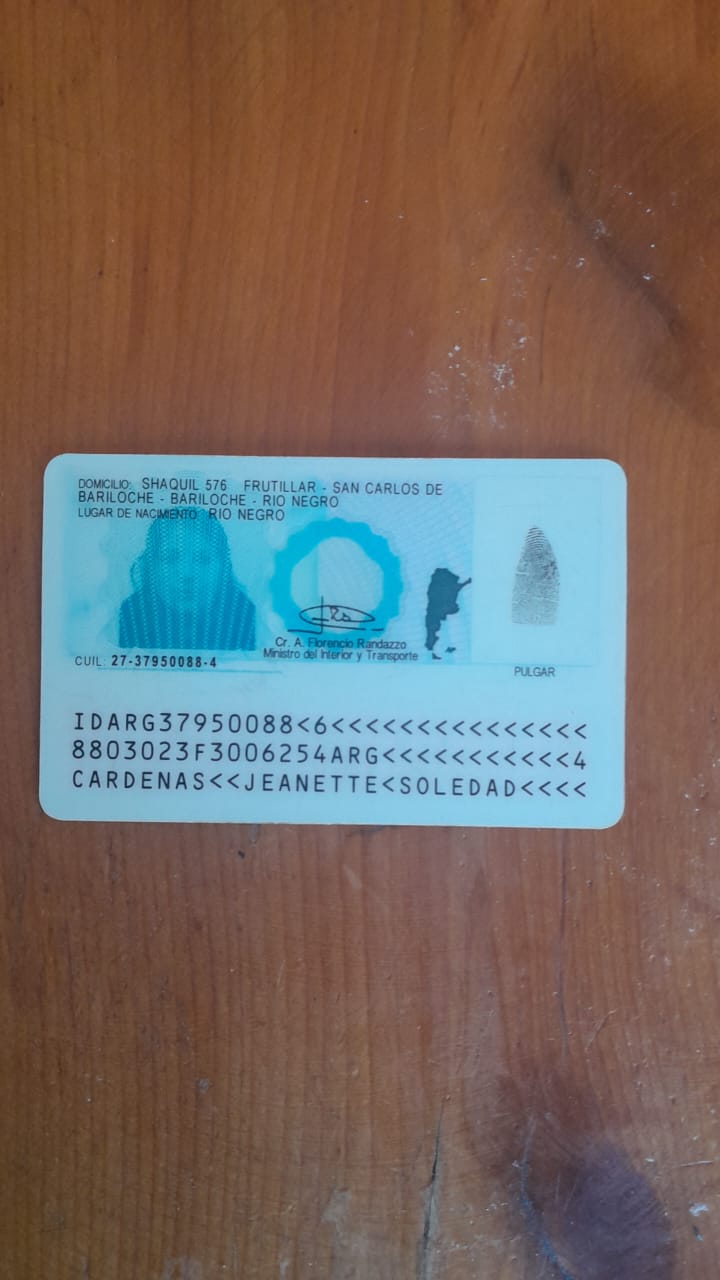 DOMICILIO: SHAQUIL 576 FRUTILLAR - SAN CARLOS DE
BARILOCHE - BARILOCHE - RIO NEGRO
LUGAR DE NACIMIENTO: RIO NEGRO
Cr. A. Florencio Randazzo
Ministro del Interior y Transporte
CUIL: 27-37950088-4
PULGAR
IDARG37950088<6<<<<<<<<<<<<<<<
8803023F3006254ARG<<<<<<<<<<<4
CARDENAS<<JEANETTE<SOLEDAD<<<<